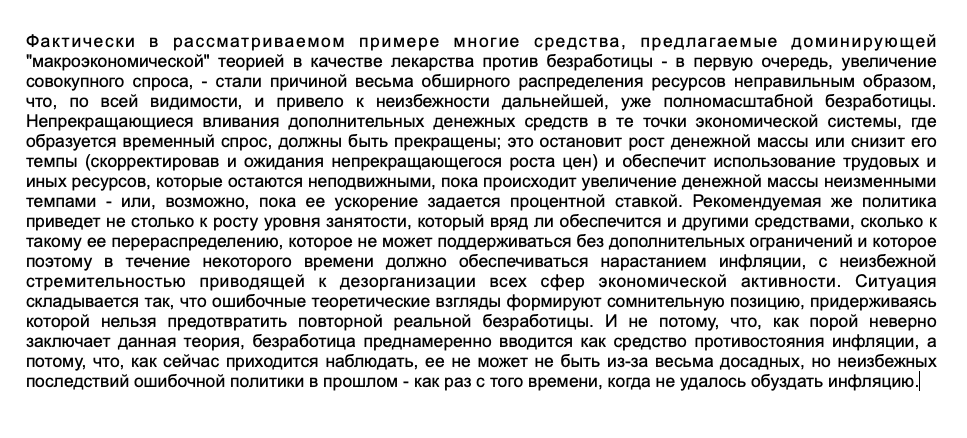 Фактически в рассматриваемом примере многие средства, предлагаемые доминирующей
"макроэкономической" теорией в качестве лекарства против безработицы - в первую очередь, увеличение
совокупного спроса, - стали причиной весьма обширного распределения ресурсов неправильным образом,
что, по всей видимости, и привело к неизбежности дальнейшей, уже полномасштабной безработицы.
Непрекращающиеся вливания дополнительных денежных средств в те точки экономической системы, где
образуется временный спрос, должны быть прекращены; это остановит рост денежной массы или снизит его
темпы (скорректировав и ожидания непрекращающегося роста цен) и обеспечит использование трудовых и
иных ресурсов, которые остаются неподвижными, пока происходит увеличение денежной массы неизменными
темпами - или, возможно, пока ее ускорение задается процентной ставкой. Рекомендуемая же политика
приведет не столько к росту уровня занятости, который вряд ли обеспечится и другими средствами, сколько к
такому ее перераспределению, которое не может поддерживаться без дополнительных ограничений и которое
поэтому в течение некоторого времени должно обеспечиваться нарастанием инфляции, с неизбежной
стремительностью приводящей к дезорганизации всех сфер экономической активности. Ситуация
складывается так, что ошибочные теоретические взгляды формируют сомнительную позицию, придерживаясь
которой нельзя предотвратить повторной реальной безработицы. И не потому, что, как порой неверно
заключает данная теория, безработица преднамеренно вводится как средство противостояния инфляции, а
потому, что, как сейчас приходится наблюдать, ее не может не быть из-за весьма досадных, но неизбежных
последствий ошибочной политики в прошлом - как раз с того времени, когда не удалось обуздать инфляцию.